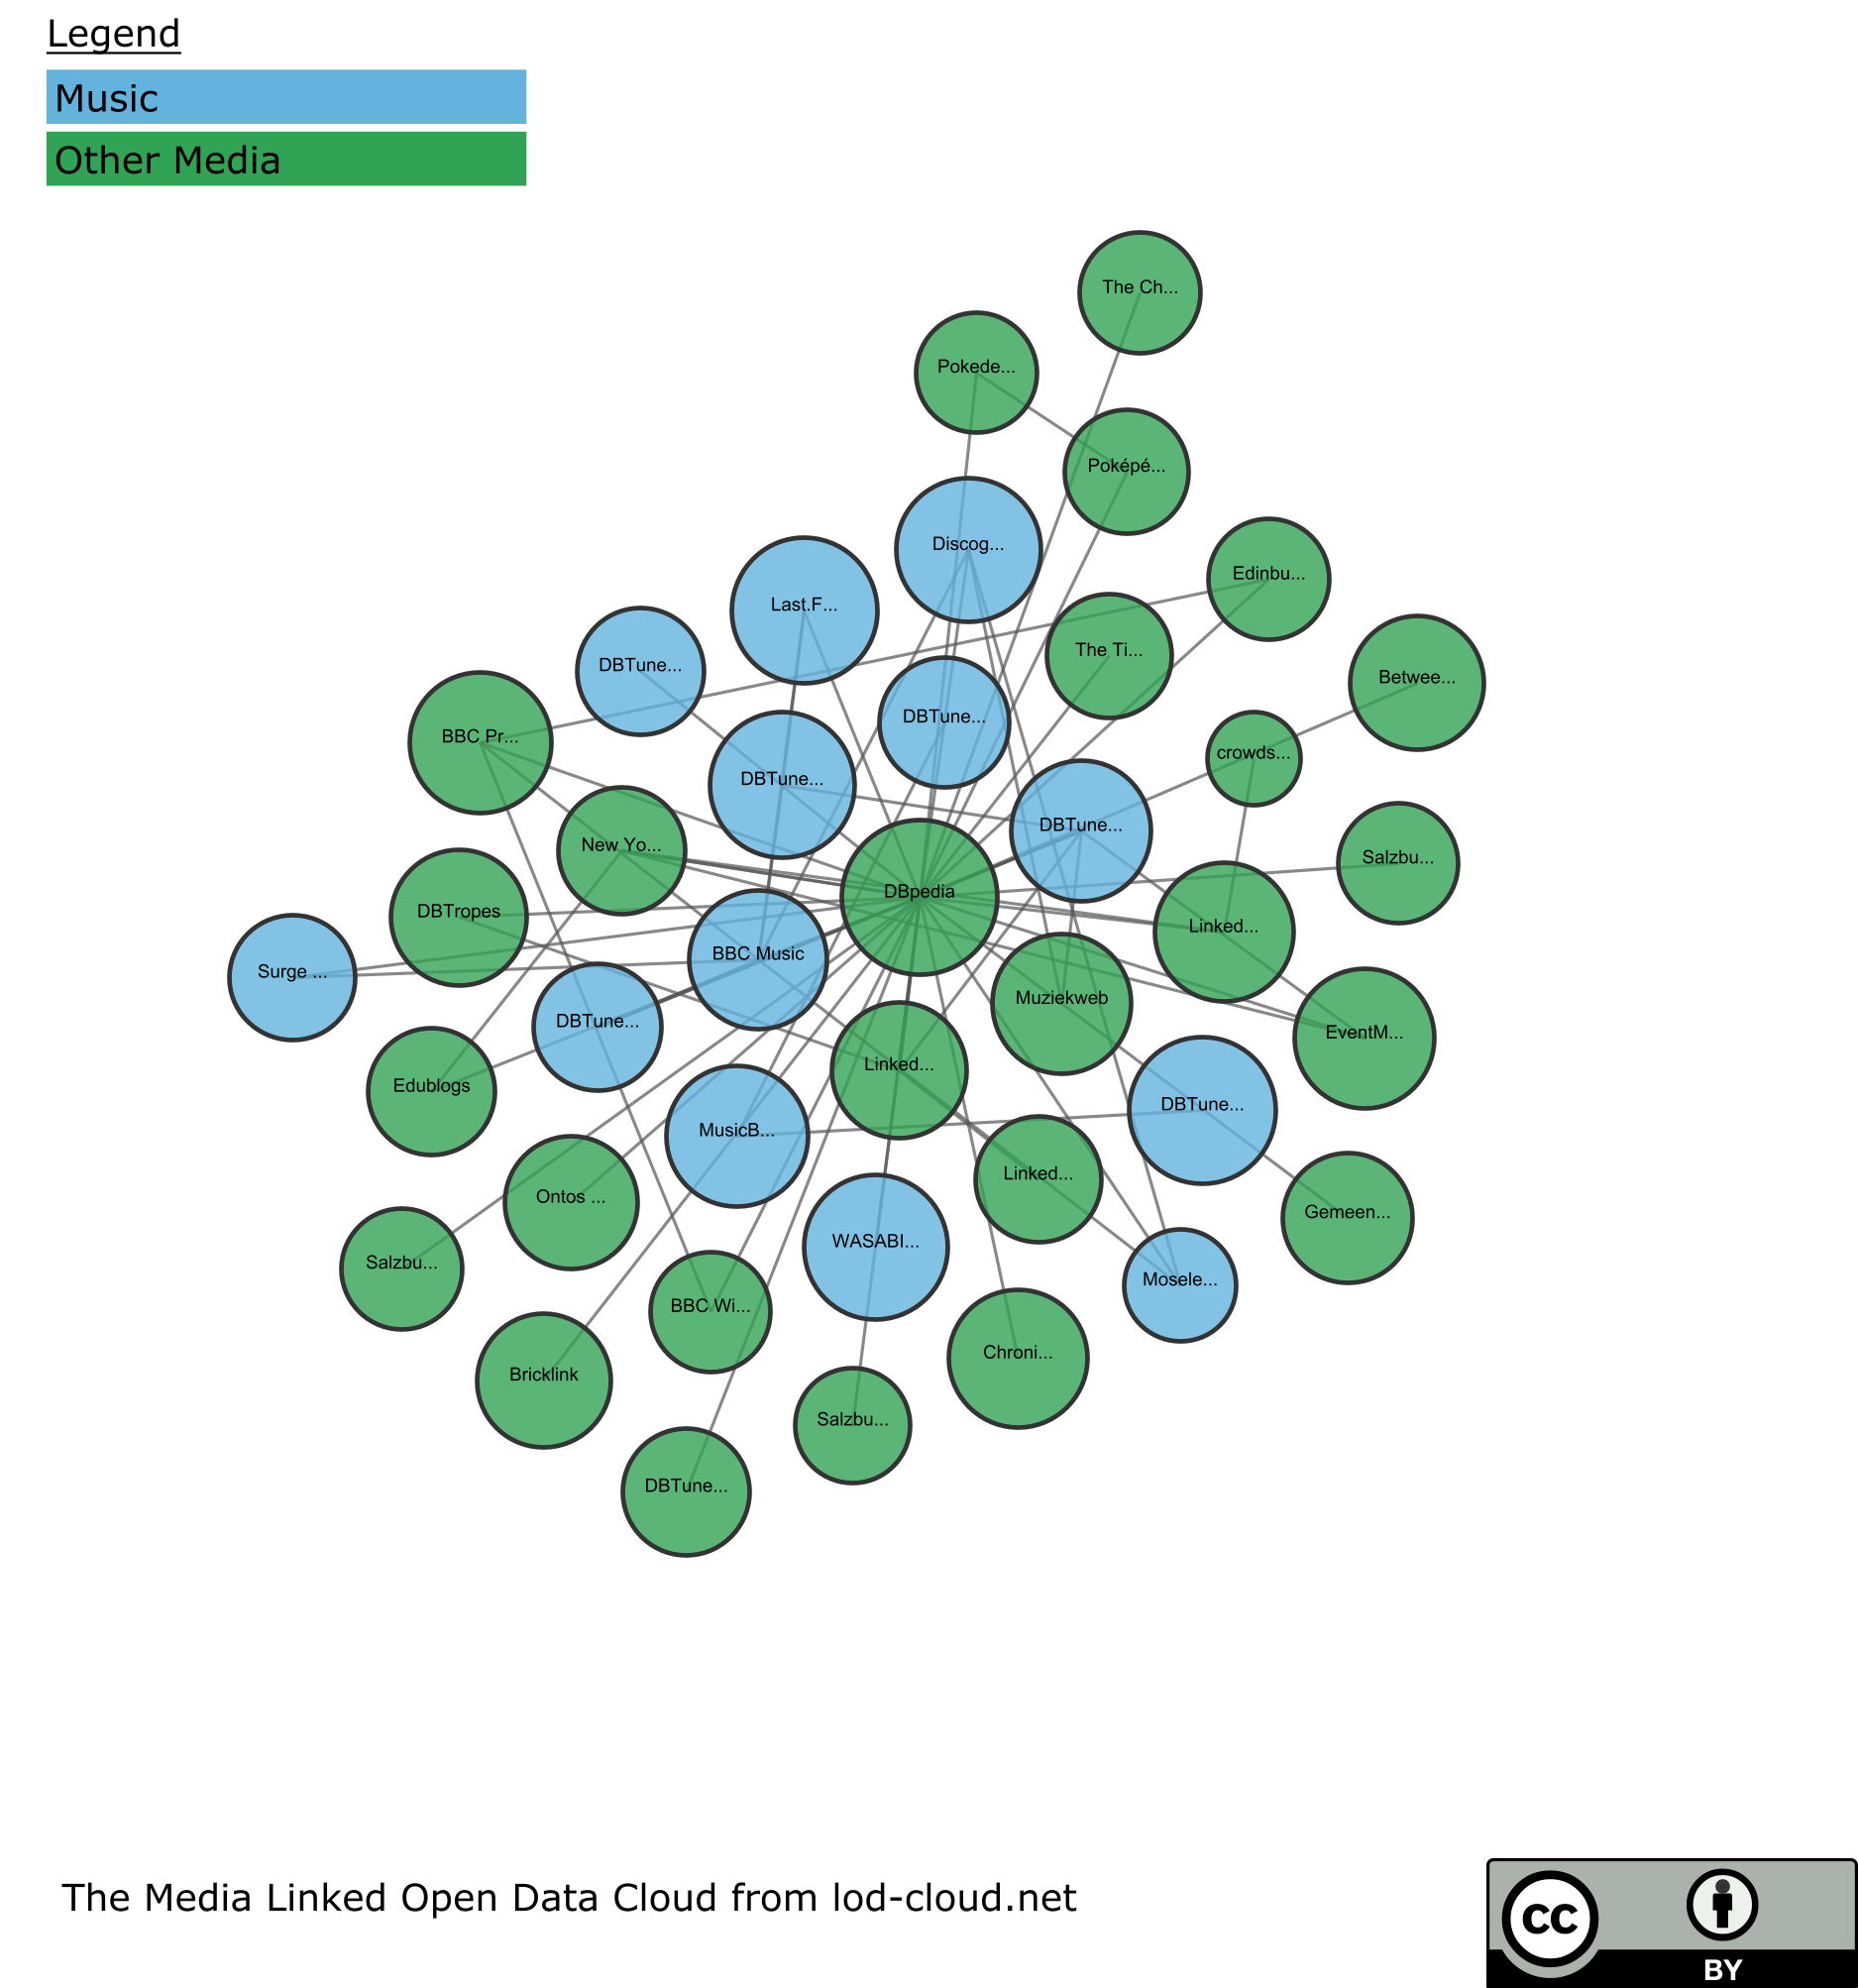 Legend
Music
Other Media
The Ch...
Pokede...
Poképé...
Discog...
Edinbu...
Last.F...
The Ti...
DBTune...
Betwee...
DBTune...
BBC Pr...
crowds...
DBTune...
DBTune...
New Yo...
Salzbu...
DBpedia
DBTropes
Linked...
BBC Music
Surge ...
Muziekweb
DBTune...
EventM...
Linked...
Edublogs
DBTune...
MusicB...
Linked...
Ontos ...
Gemeen...
WASABI...
Salzbu...
Mosele...
BBC Wi...
Chroni...
Bricklink
Salzbu...
DBTune...
The Media Linked Open Data Cloud from lod-cloud.net
cc
BY